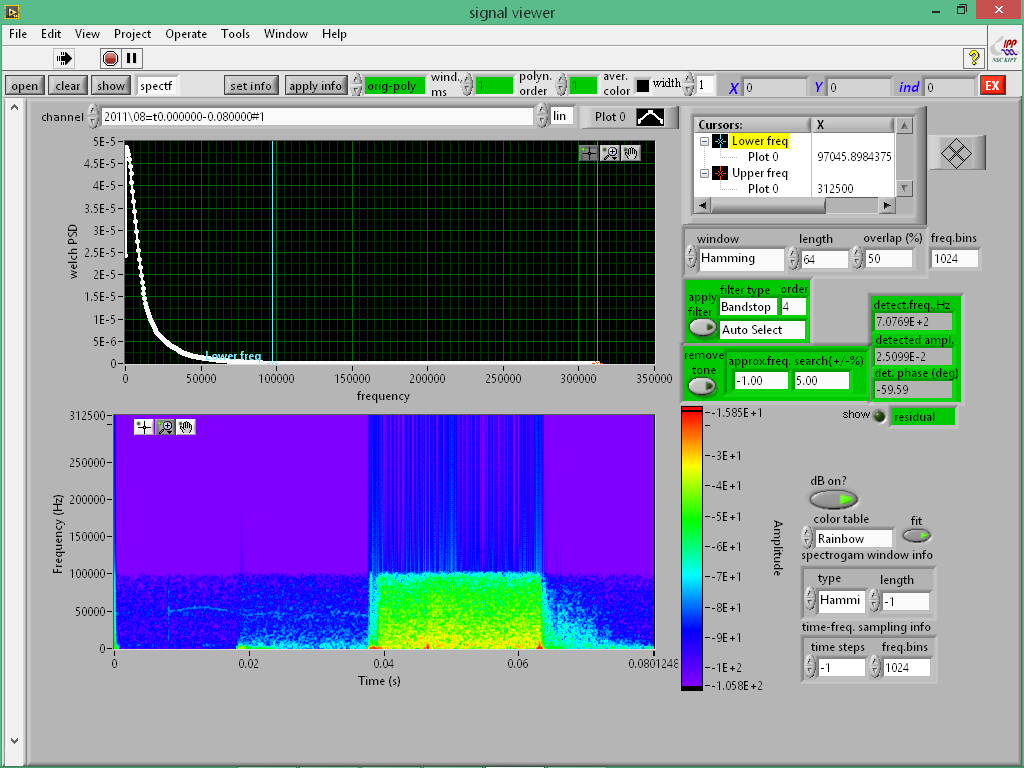 signal viewer
File Edit View Project Operate Tools Window Help
?
IPP
NSC KIPT
open clear show spectf set info apply info orig-poly wind., ms 1 polyn. order 1 aver. color width 1 X 0 Y 0 ind 0 EX
channel 2011\08=t0.000000-0.080000#1 lin Plot 0
Cursors: X
Lower freq
Plot 0 97045.8984375
Upper freq
Plot 0 312500
welch PSD
5E-5
4.5E-5
4E-5
3.5E-5
3E-5
2.5E-5
2E-5
1.5E-5
1E-5
5E-6
0
Lower freq
0 50000 100000 150000 200000 250000 300000 350000
frequency
window length overlap (%) freq.bins
Hamming 64 50 1024
apply filter filter type order
Bandstop 4
Auto Select
remove tone approx.freq. search(+/-%)
-1.00 5.00
detect.freq.,Hz
7.0769E+2
detected ampl.
2.5099E-2
det. phase (deg)
-59.59
show residual
Frequency (Hz)
312500
250000
200000
150000
100000
50000
0
0 0.02 0.04 0.06 0.0801248
Time (s)
-1.585E+1
-3E+1
-4E+1
-5E+1
-6E+1
-7E+1
-8E+1
-9E+1
-1E+2
-1.058E+2
Amplitude
dB on?
color table fit
Rainbow
spectrogam window info
type length
Hammi -1
time-freq. sampling info
time steps freq.bins
-1 1024